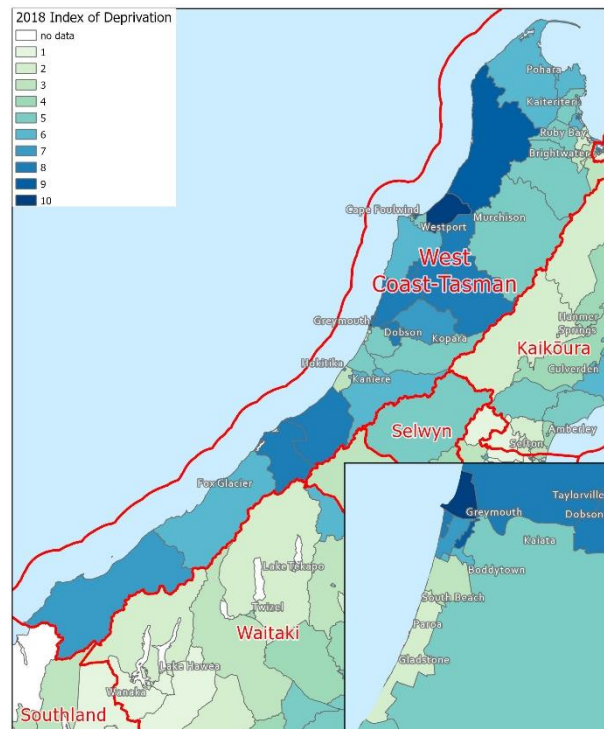 2018 Index of Deprivation
no data
1
2
3
4
5
6
7
8
9
10
Pohara
Kaiteriteri
Ruby Bay
Brightwater
Cape Foulwind
Westport
Murchison
West
Coast-Tasman
Greymouth
Dobson
Kopara
Hanmer
Springs
Kaikōura
Hokitika
Kaniere
Culverden
Selwyn
Amberley
Sefton
Fox Glacier
Lake Tekapo
Twizel
Waitaki
Lake Hawea
Wanaka
Southland
Taylorville
Greymouth
Dobson
Kaiata
Boddytown
South Beach
Paroa
Gladstone